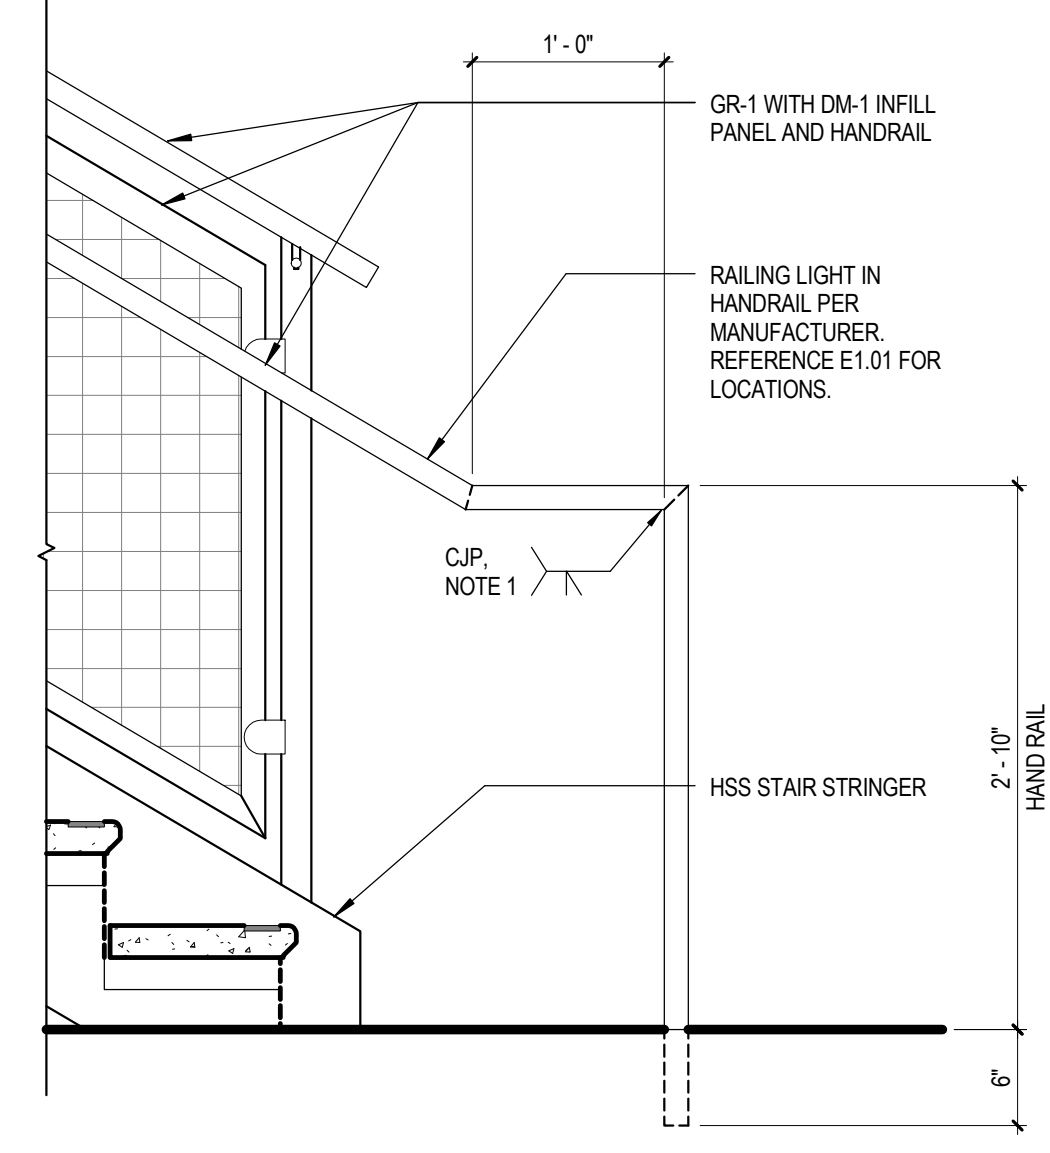 1' - 0"
GR-1 WITH DM-1 INFILL
PANEL AND HANDRAIL
RAILING LIGHT IN
HANDRAIL PER
MANUFACTURER.
REFERENCE E1.01 FOR
LOCATIONS.
CJP,
NOTE 1
2' - 10"
HAND RAIL
HSS STAIR STRINGER
6"